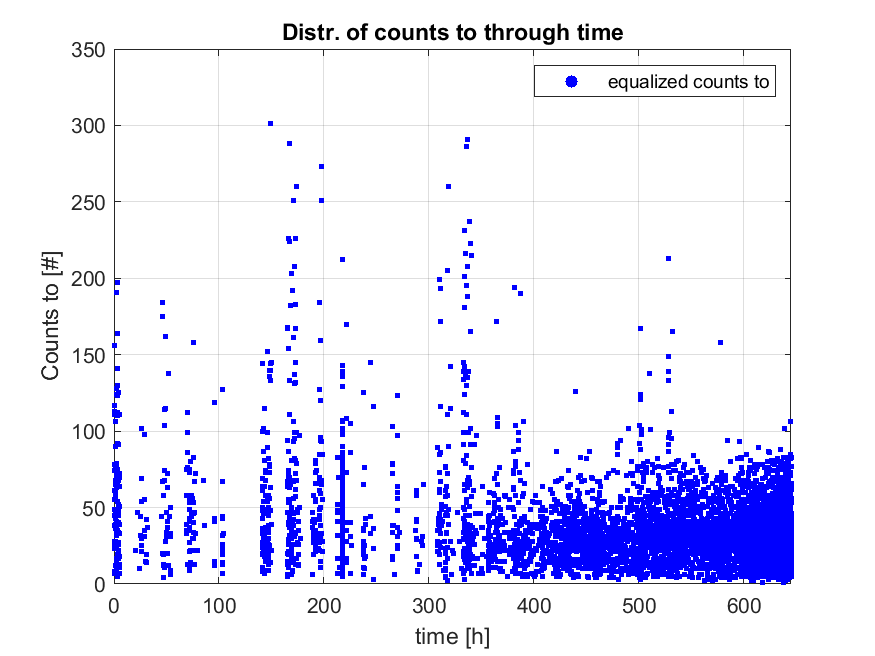 Distr. of counts to through time
350
300
250
200
150
100
50
0
Counts to [#]
equalized counts to
0 100 200 300 400 500 600
time [h]